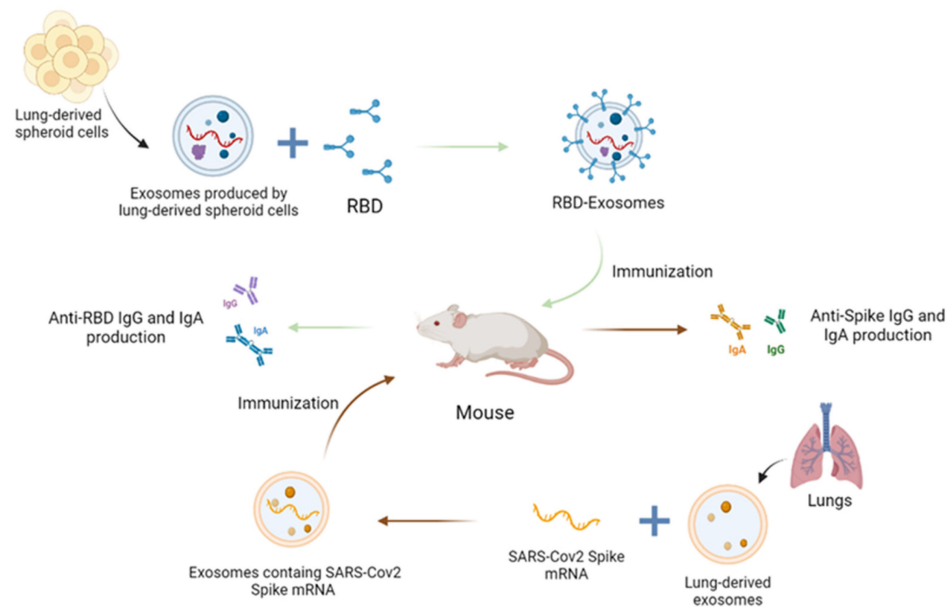 Lung-derived
spheroid cells
Exosomes produced by
lung-derived spheroid cells
RBD
RBD-Exosomes
Immunization
Anti-RBD IgG and IgA
production
IgG
IgA
IgA
IgG
Anti-Spike IgG and
IgA production
Mouse
Immunization
Lungs
Exosomes containg SARS-Cov2
Spike mRNA
SARS-Cov2 Spike
mRNA
Lung-derived
exosomes